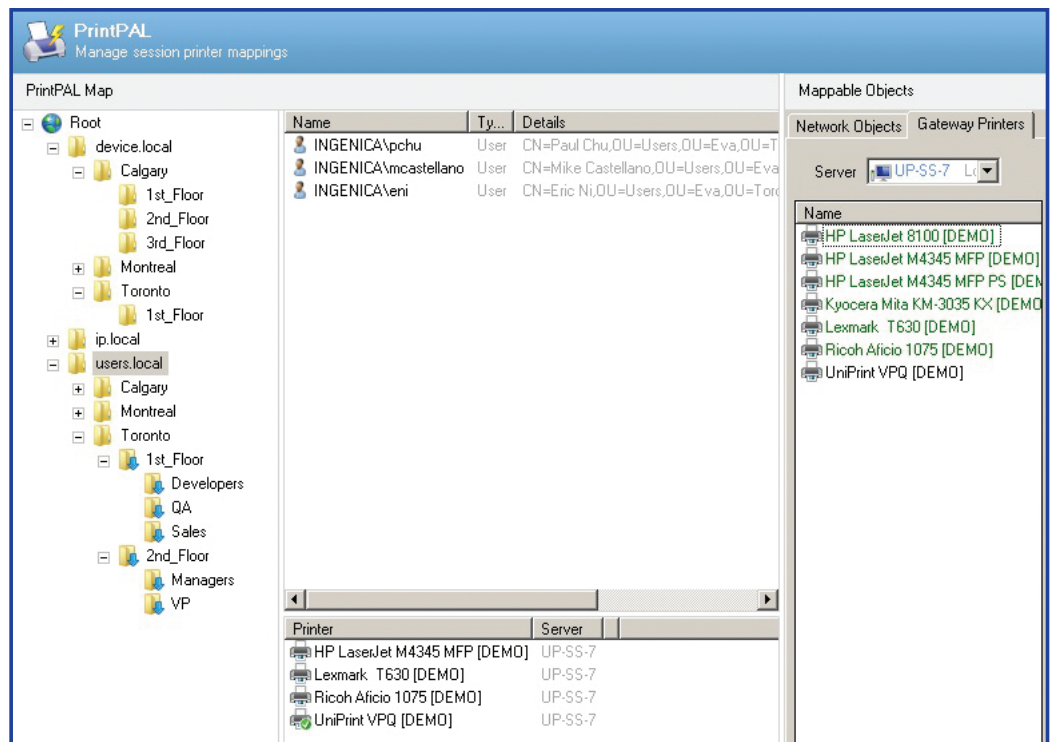 PrintPAL
Manage session printer mappings
PrintPAL Map
Root
device.local
Calgary
1st_Floor
2nd_Floor
3rd_Floor
Montreal
Toronto
1st_Floor
ip.local
users.local
Calgary
Montreal
Toronto
1st_Floor
Developers
QA
Sales
2nd_Floor
Managers
VP
Name Ty... Details
INGENICA\pchu User CN=Paul Chu,OU=Users,OU=Eva,OU=T
INGENICA\mcastellano User CN=Mike Castellano,OU=Users,OU=Eva
INGENICA\eni User CN=Eric Ni,OU=Users,OU=Eva,OU=Toro
Printer Server
HP LaserJet M4345 MFP [DEMO] UP-SS-7
Lexmark T630 [DEMO] UP-SS-7
Ricoh Aficio 1075 [DEMO] UP-SS-7
UniPrint VPQ [DEMO] UP-SS-7
Mappable Objects
Network Objects Gateway Printers
Server UP-SS-7
Name
HP LaserJet 8100 [DEMO]
HP LaserJet M4345 MFP [DEMO]
HP LaserJet M4345 MFP PS [DEM
Kyocera Mita KM-3035 KX [DEMO
Lexmark T630 [DEMO]
Ricoh Aficio 1075 [DEMO]
UniPrint VPQ [DEMO]